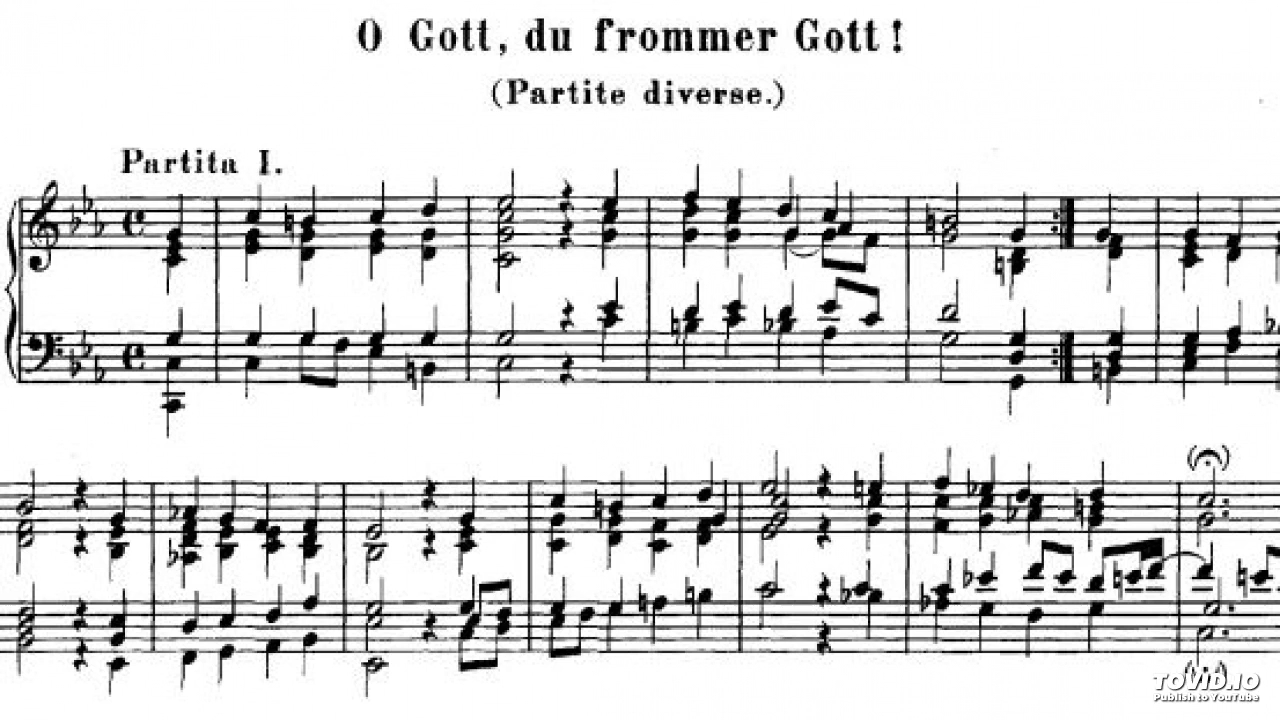 O Gott, du frommer Gott!
(Partite diverse.)
Partita I.
TOVID.IO
Publish to YouTube